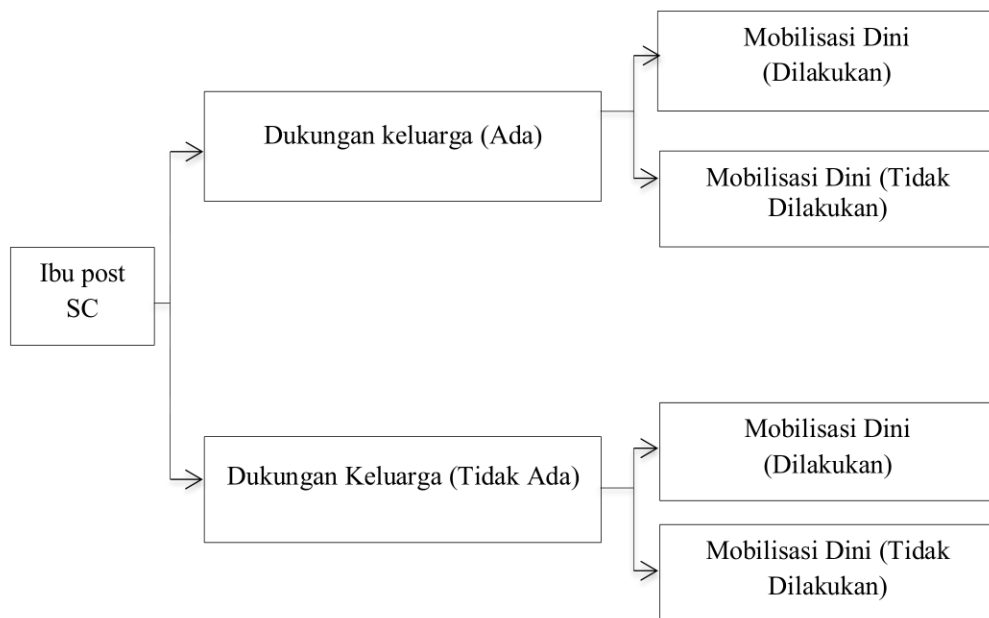 Mobilisasi Dini
(Dilakukan)
Dukungan keluarga (Ada)
Mobilisasi Dini (Tidak
Dilakukan)
Ibu post
SC
Mobilisasi Dini
(Dilakukan)
Dukungan Keluarga (Tidak Ada)
Mobilisasi Dini (Tidak
Dilakukan)